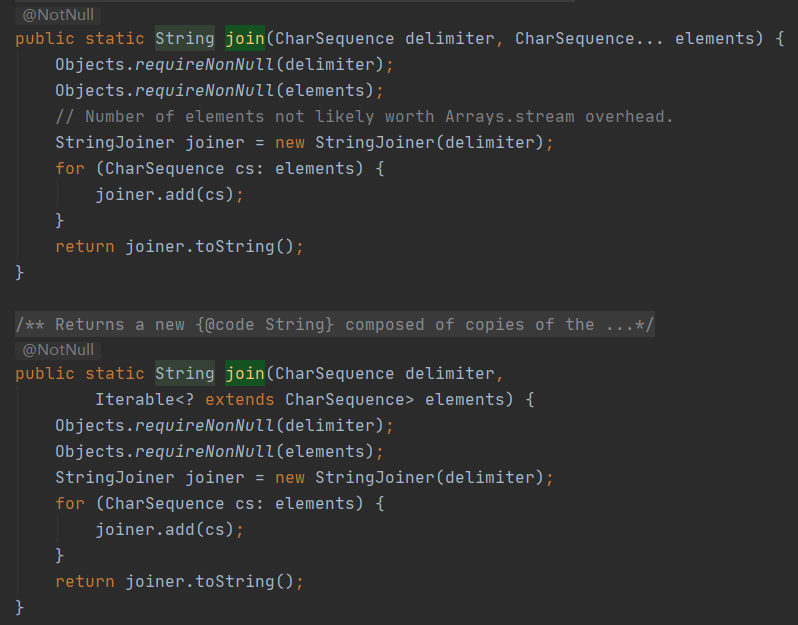 @NotNull
public static String join(CharSequence delimiter, CharSequence... elements) {
    Objects.requireNonNull(delimiter);
    Objects.requireNonNull(elements);
    // Number of elements not likely worth Arrays.stream overhead.
    StringJoiner joiner = new StringJoiner(delimiter);
    for (CharSequence cs: elements) {
        joiner.add(cs);
    }
    return joiner.toString();
}
/** Returns a new {@code String} composed of copies of the ...*/
@NotNull
public static String join(CharSequence delimiter,
        Iterable<? extends CharSequence> elements) {
    Objects.requireNonNull(delimiter);
    Objects.requireNonNull(elements);
    StringJoiner joiner = new StringJoiner(delimiter);
    for (CharSequence cs: elements) {
        joiner.add(cs);
    }
    return joiner.toString();
}